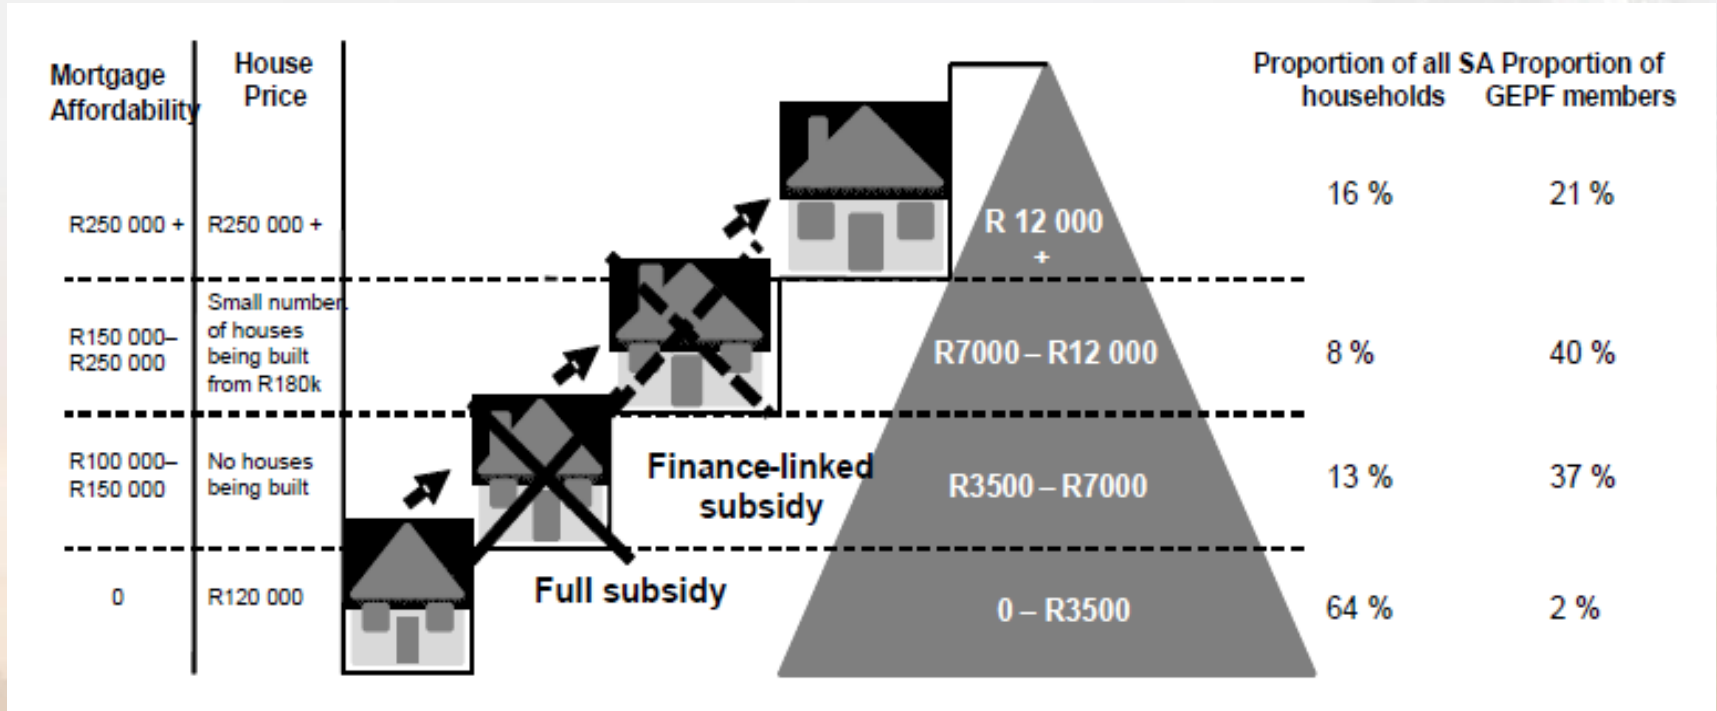 Mortgage
Affordability
House
Price
Proportion of all SA
households
Proportion of
GEPF members
R250 000 +
R250 000 +
R 12 000
+
16 %
21 %
R150 000–
R250 000
Small number
of houses
being built
from R180k
R7000 – R12 000
8 %
40 %
R100 000–
R150 000
No houses
being built
Finance-linked
subsidy
R3500 – R7000
13 %
37 %
0
R120 000
Full subsidy
0 – R3500
64 %
2 %